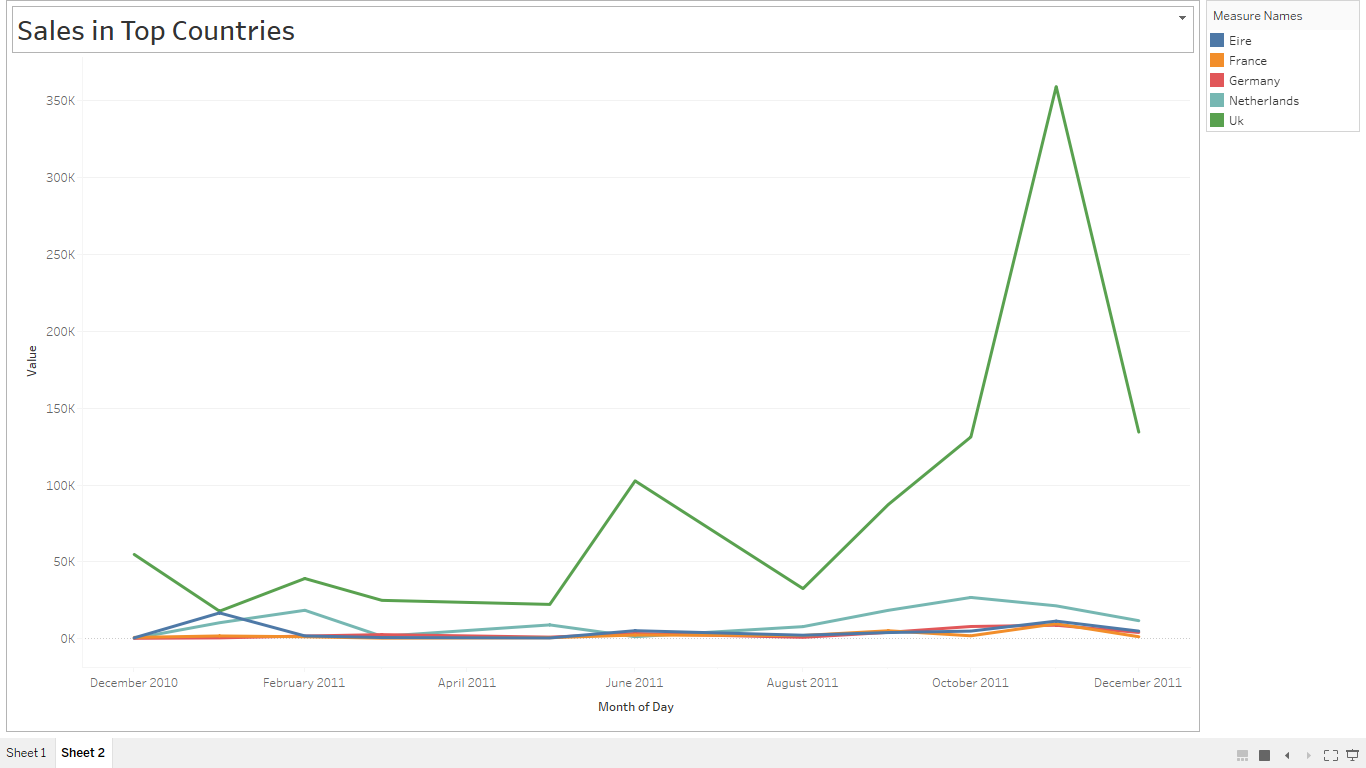 Sales in Top Countries
Measure Names
Eire
France
Germany
Netherlands
Uk
350K
300K
250K
200K
150K
100K
50K
0K
Value
December 2010 February 2011 April 2011 June 2011 August 2011 October 2011 December 2011
Month of Day
Sheet 1 Sheet 2